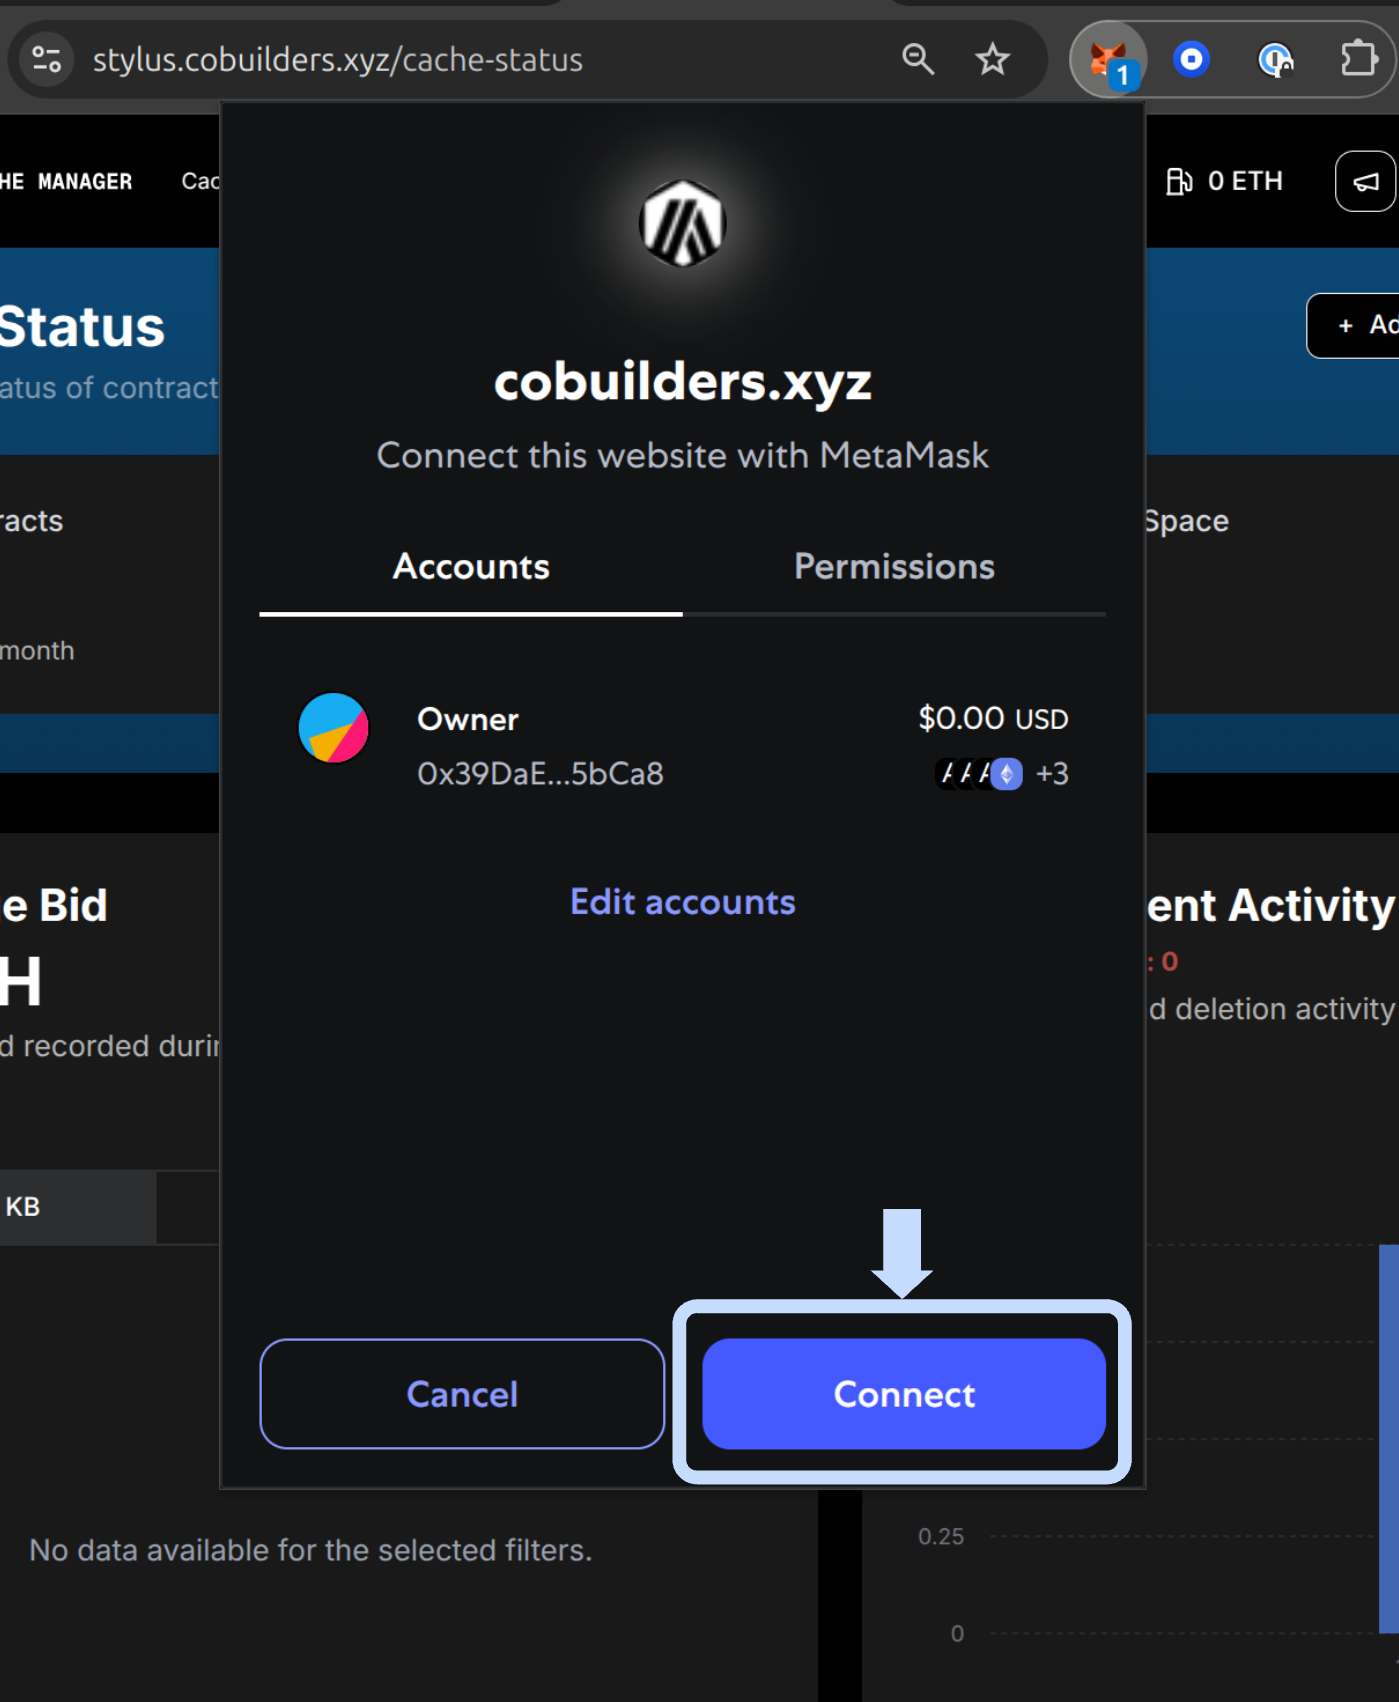 stylus.cobuilders.xyz/cache-status
1
HE MANAGER
Cac
0 ETH
Status
+ Ad
atus of contract
cobuilders.xyz
Connect this website with MetaMask
racts
Space
Accounts
Permissions
month
Owner
$0.00 USD
0x39DaE...5bCa8
+3
Edit accounts
e Bid
ent Activity
H
: 0
d recorded durin
d deletion activity
KB
Cancel
Connect
No data available for the selected filters.
0.25
0